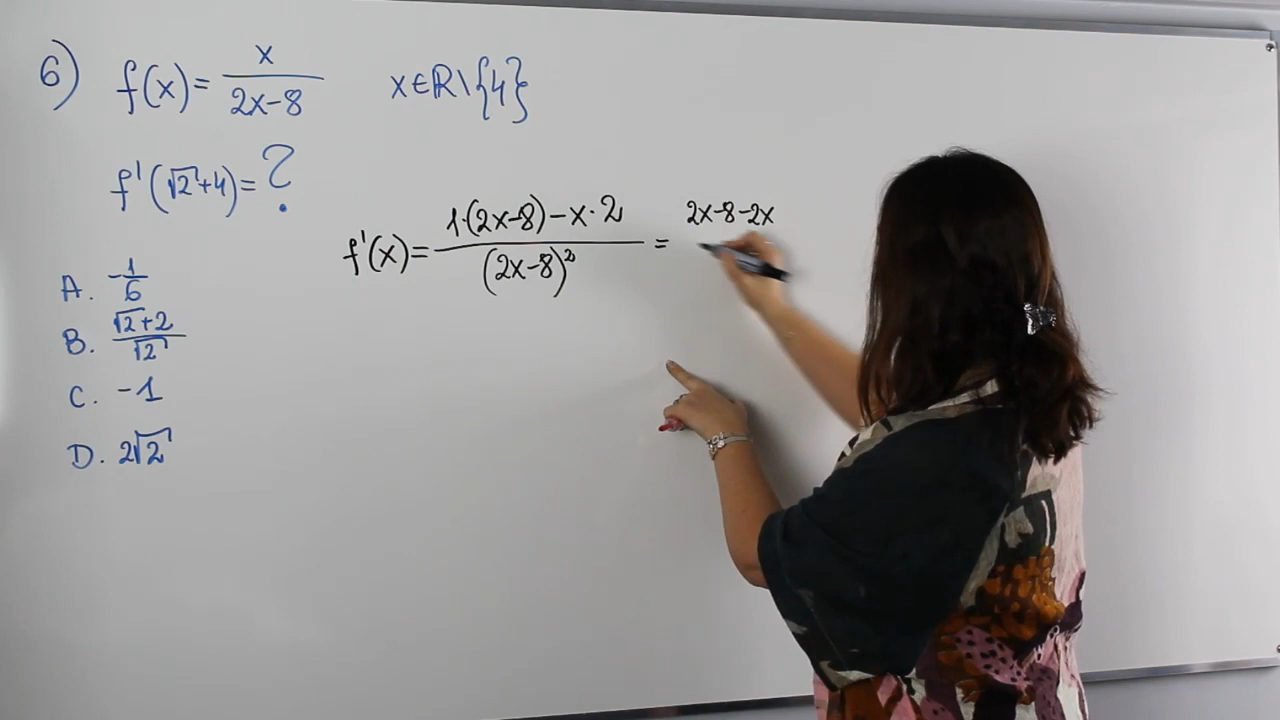 6) f(x) = x/(2x-8) x∈R\{4}
f'(√2+4) = ?
f'(x) = (1·(2x-8)-x·2)/(2x-8)² = 2x-8-2x
A. -1/6
B. (√2+2)/√2
C. -1
D. 2√2